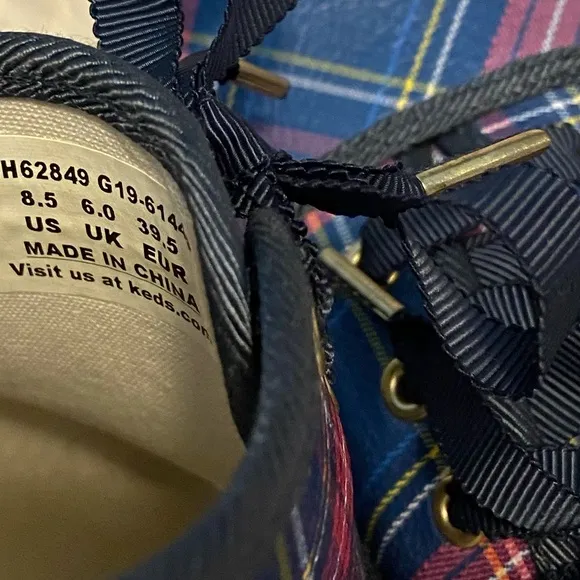 H62849 G19-6144
8.5 6.0 39.5
US UK EUR
MADE IN CHINA
Visit us at keds.com